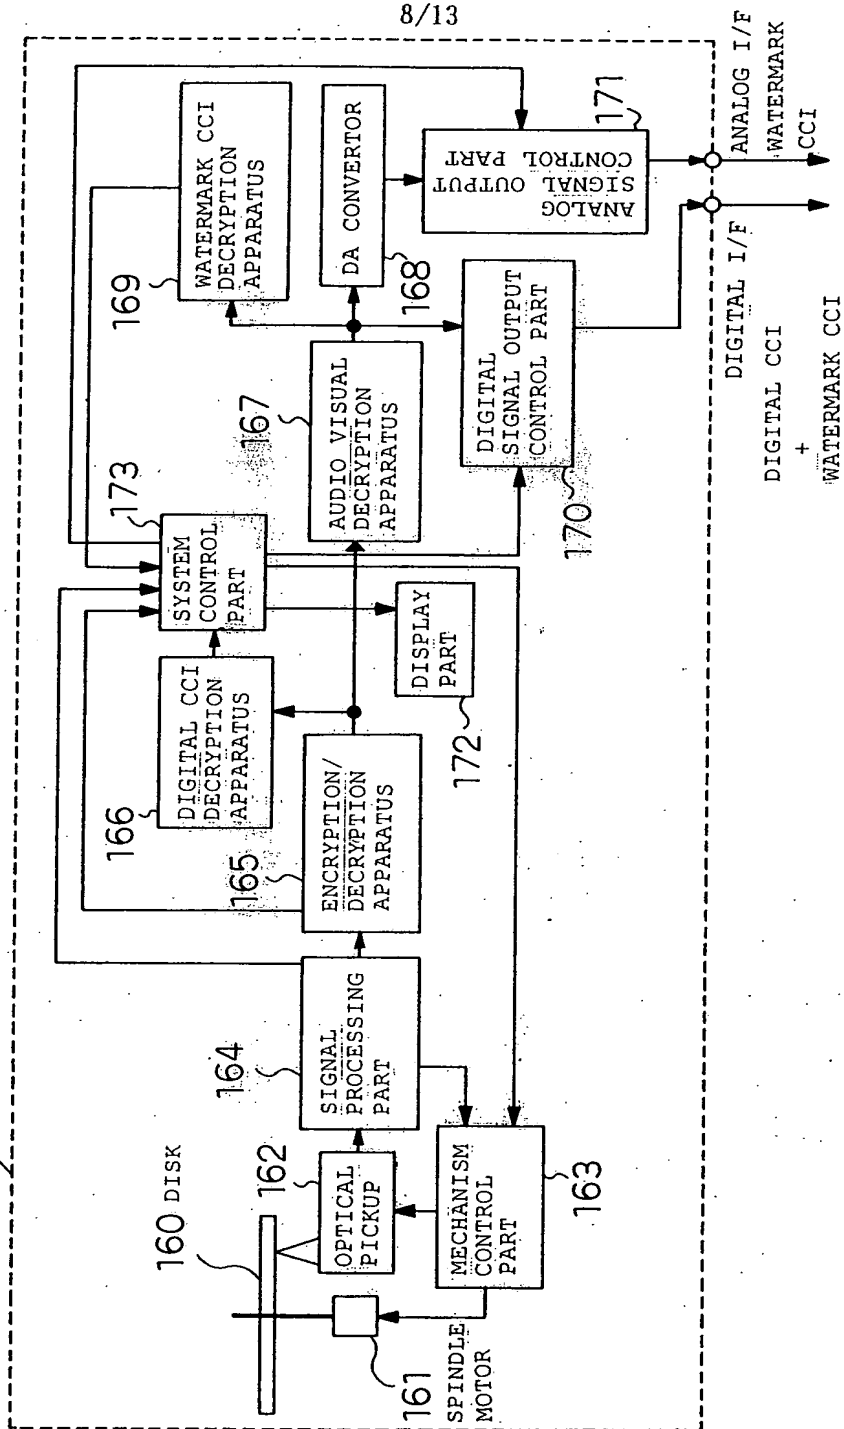 8/13
160 DISK
161
SPINDLE
MOTOR
162
OPTICAL
PICKUP
MECHANISM
CONTROL
PART
163
164
SIGNAL
PROCESSING
PART
165
ENCRYPTION/
DECRYPTION
APPARATUS
166
DIGITAL CCI
DECRYPTION
APPARATUS
173
SYSTEM
CONTROL
PART
DISPLAY
PART
172
167
AUDIO VISUAL
DECRYPTION
APPARATUS
169
WATERMARK CCI
DECRYPTION
APPARATUS
DA CONVERTOR
168
ANALOG
SIGNAL OUTPUT
CONTROL PART
171
DIGITAL
SIGNAL OUTPUT
CONTROL PART
170
DIGITAL I/F
DIGITAL CCI
+
WATERMARK CCI
ANALOG I/F
WATERMARK
CCI